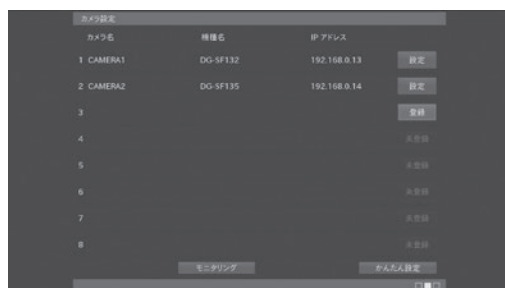 カメラ設定
カメラ名 機種名 IP アドレス
1 CAMERA1 DG-SF132 192.168.0.13 設定
2 CAMERA2 DG-SF135 192.168.0.14 設定
3 登録
4 未登録
5 未登録
6 未登録
7 未登録
8 未登録
モニタリング かんたん設定